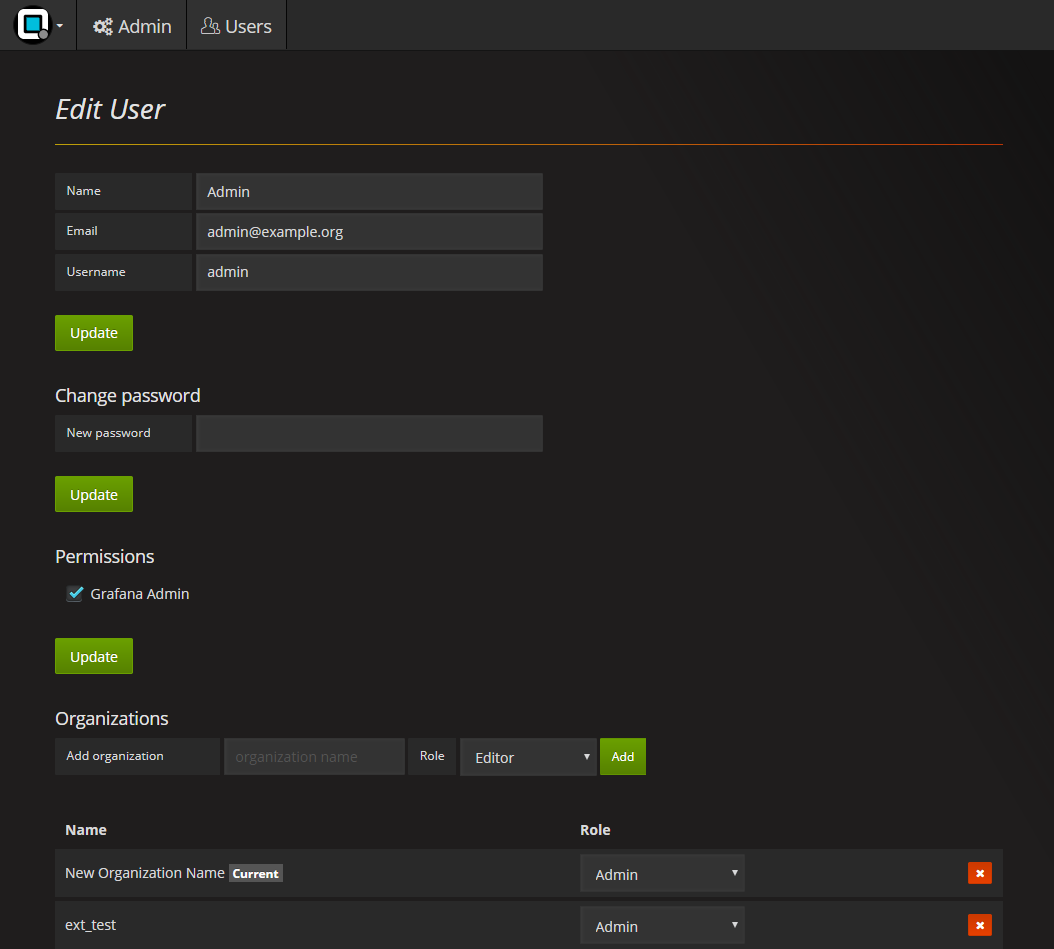 Admin Users
Edit User
Name Admin
Email admin@example.org
Username admin
Update
Change password
New password
Update
Permissions
Grafana Admin
Update
Organizations
Add organization organization name Role Editor Add
Name Role
New Organization Name Current Admin
ext_test Admin